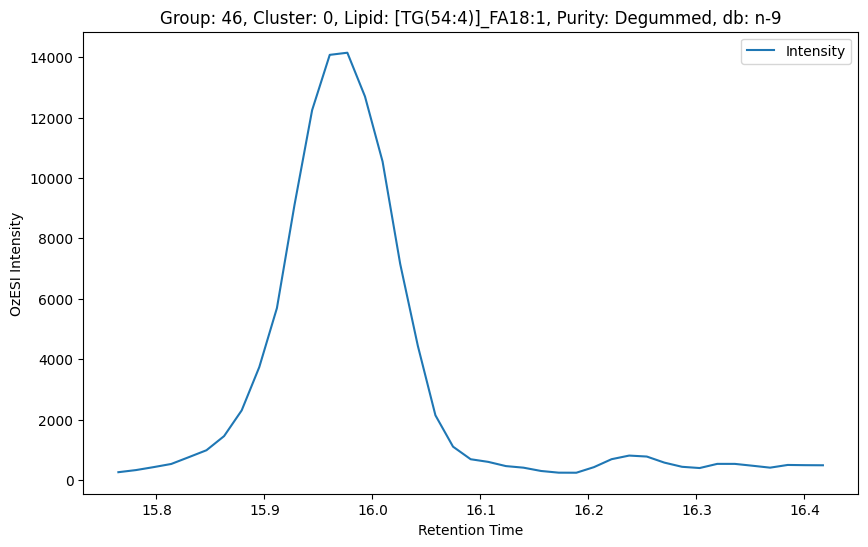 Group: 46, Cluster: 0, Lipid: [TG(54:4)]_FA18:1, Purity: Degummed, db: n-9
Intensity
14000
12000
10000
8000
6000
4000
2000
0
OzESI Intensity
15.8 15.9 16.0 16.1 16.2 16.3 16.4
Retention Time